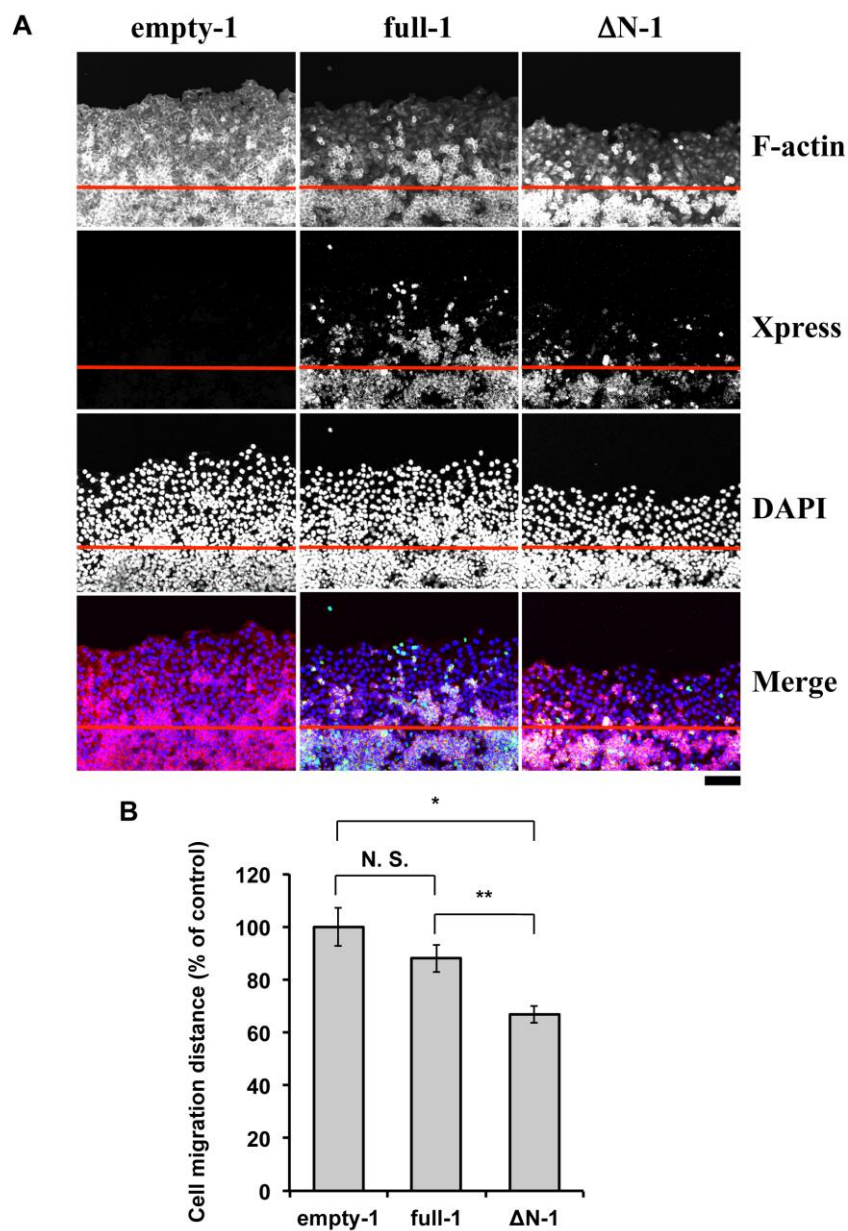 A
empty-1 full-1 ΔN-1
F-actin
Xpress
DAPI
Merge
B
*
N. S.
**
Cell migration distance (% of control)
120
100
80
60
40
20
0
empty-1 full-1 ΔN-1